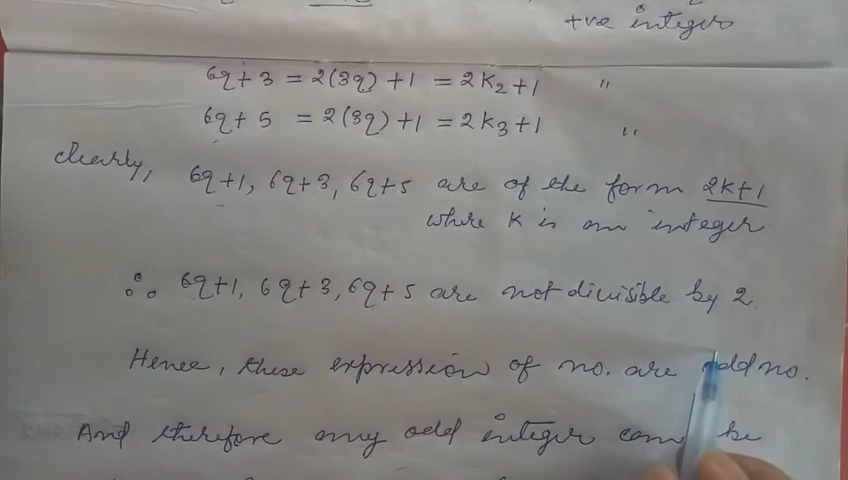 +ve integer
6q+3 = 2(3q)+1 = 2K₂+1 "
6q+5 = 2(3q)+1 = 2K₃+1 "
clearly, 6q+1, 6q+3, 6q+5 are of the form 2K+1
where K is an integer
∴ 6q+1, 6q+3, 6q+5 are not divisible by 2
Hence, these expression of no. are odd no.
And therefore any odd integer can be